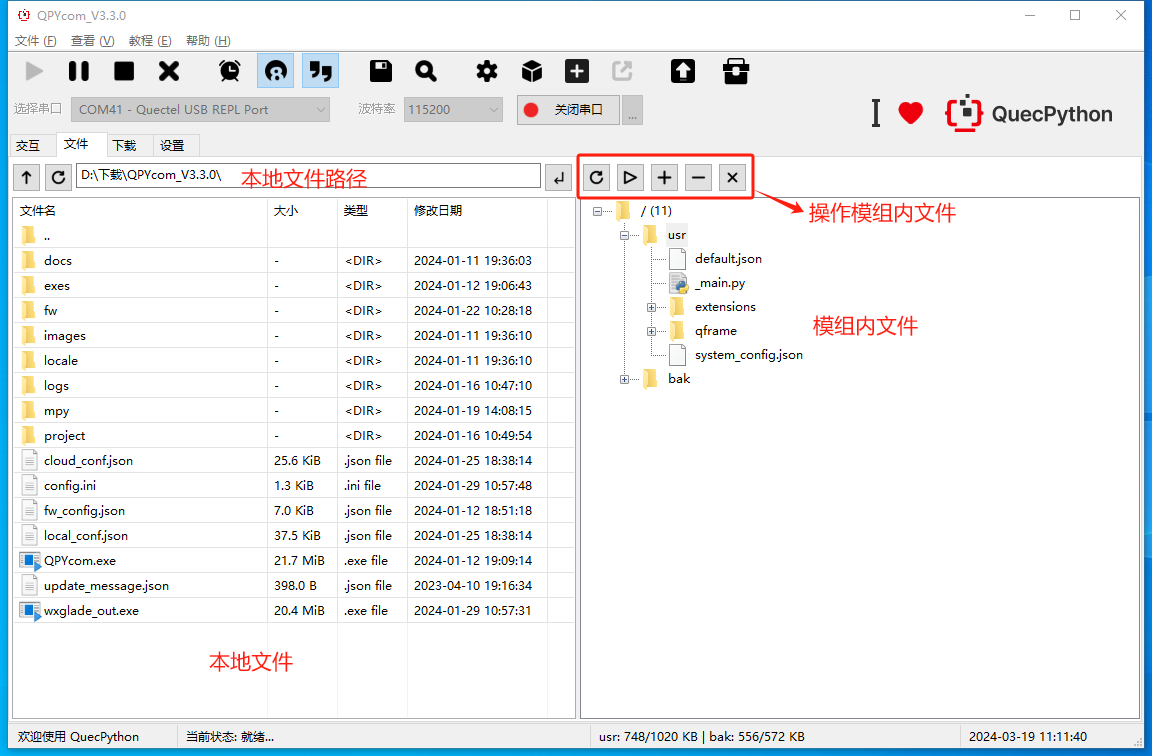 QPYcom_V3.3.0
文件 (F) 查看 (V) 教程 (E) 帮助 (H)
选择串口 COM41 - Quectel USB REPL Port 波特率 115200 关闭串口 ... I QuecPython
交互 文件 下载 设置
D:\下载\QPYcom_V3.3.0\ 本地文件路径
操作模组内文件
文件名 大小 类型 修改日期
..
docs - <DIR> 2024-01-11 19:36:03
exes - <DIR> 2024-01-12 19:06:43
fw - <DIR> 2024-01-22 10:28:18
images - <DIR> 2024-01-11 19:36:10
locale - <DIR> 2024-01-11 19:36:10
logs - <DIR> 2024-01-16 10:47:10
mpy - <DIR> 2024-01-19 14:08:15
project - <DIR> 2024-01-16 10:49:54
cloud_conf.json 25.6 KiB .json file 2024-01-25 18:38:14
config.ini 1.3 KiB .ini file 2024-01-29 10:57:48
fw_config.json 7.0 KiB .json file 2024-01-12 18:51:18
local_conf.json 37.5 KiB .json file 2024-01-25 18:38:14
QPYcom.exe 21.7 MiB .exe file 2024-01-12 19:09:14
update_message.json 398.0 B .json file 2023-04-10 19:16:34
wxglade_out.exe 20.4 MiB .exe file 2024-01-29 10:57:31
本地文件
/ (11)
usr
default.json
_main.py
extensions
qframe
system_config.json
bak
模组内文件
欢迎使用 QuecPython 当前状态: 就绪... usr: 748/1020 KB | bak: 556/572 KB 2024-03-19 11:11:40